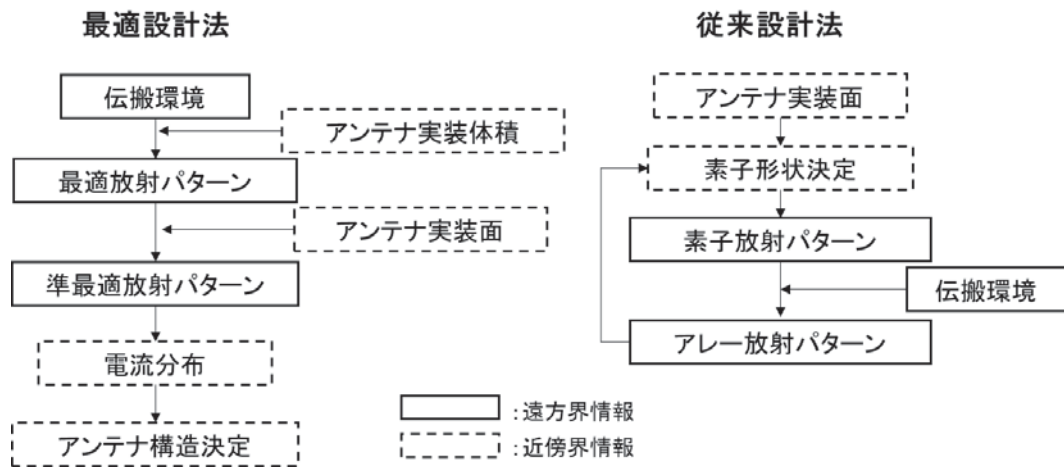 最適設計法
伝搬環境
アンテナ実装体積
最適放射パターン
アンテナ実装面
準最適放射パターン
電流分布
アンテナ構造決定
従来設計法
アンテナ実装面
素子形状決定
素子放射パターン
伝搬環境
アレー放射パターン
:遠方界情報
:近傍界情報